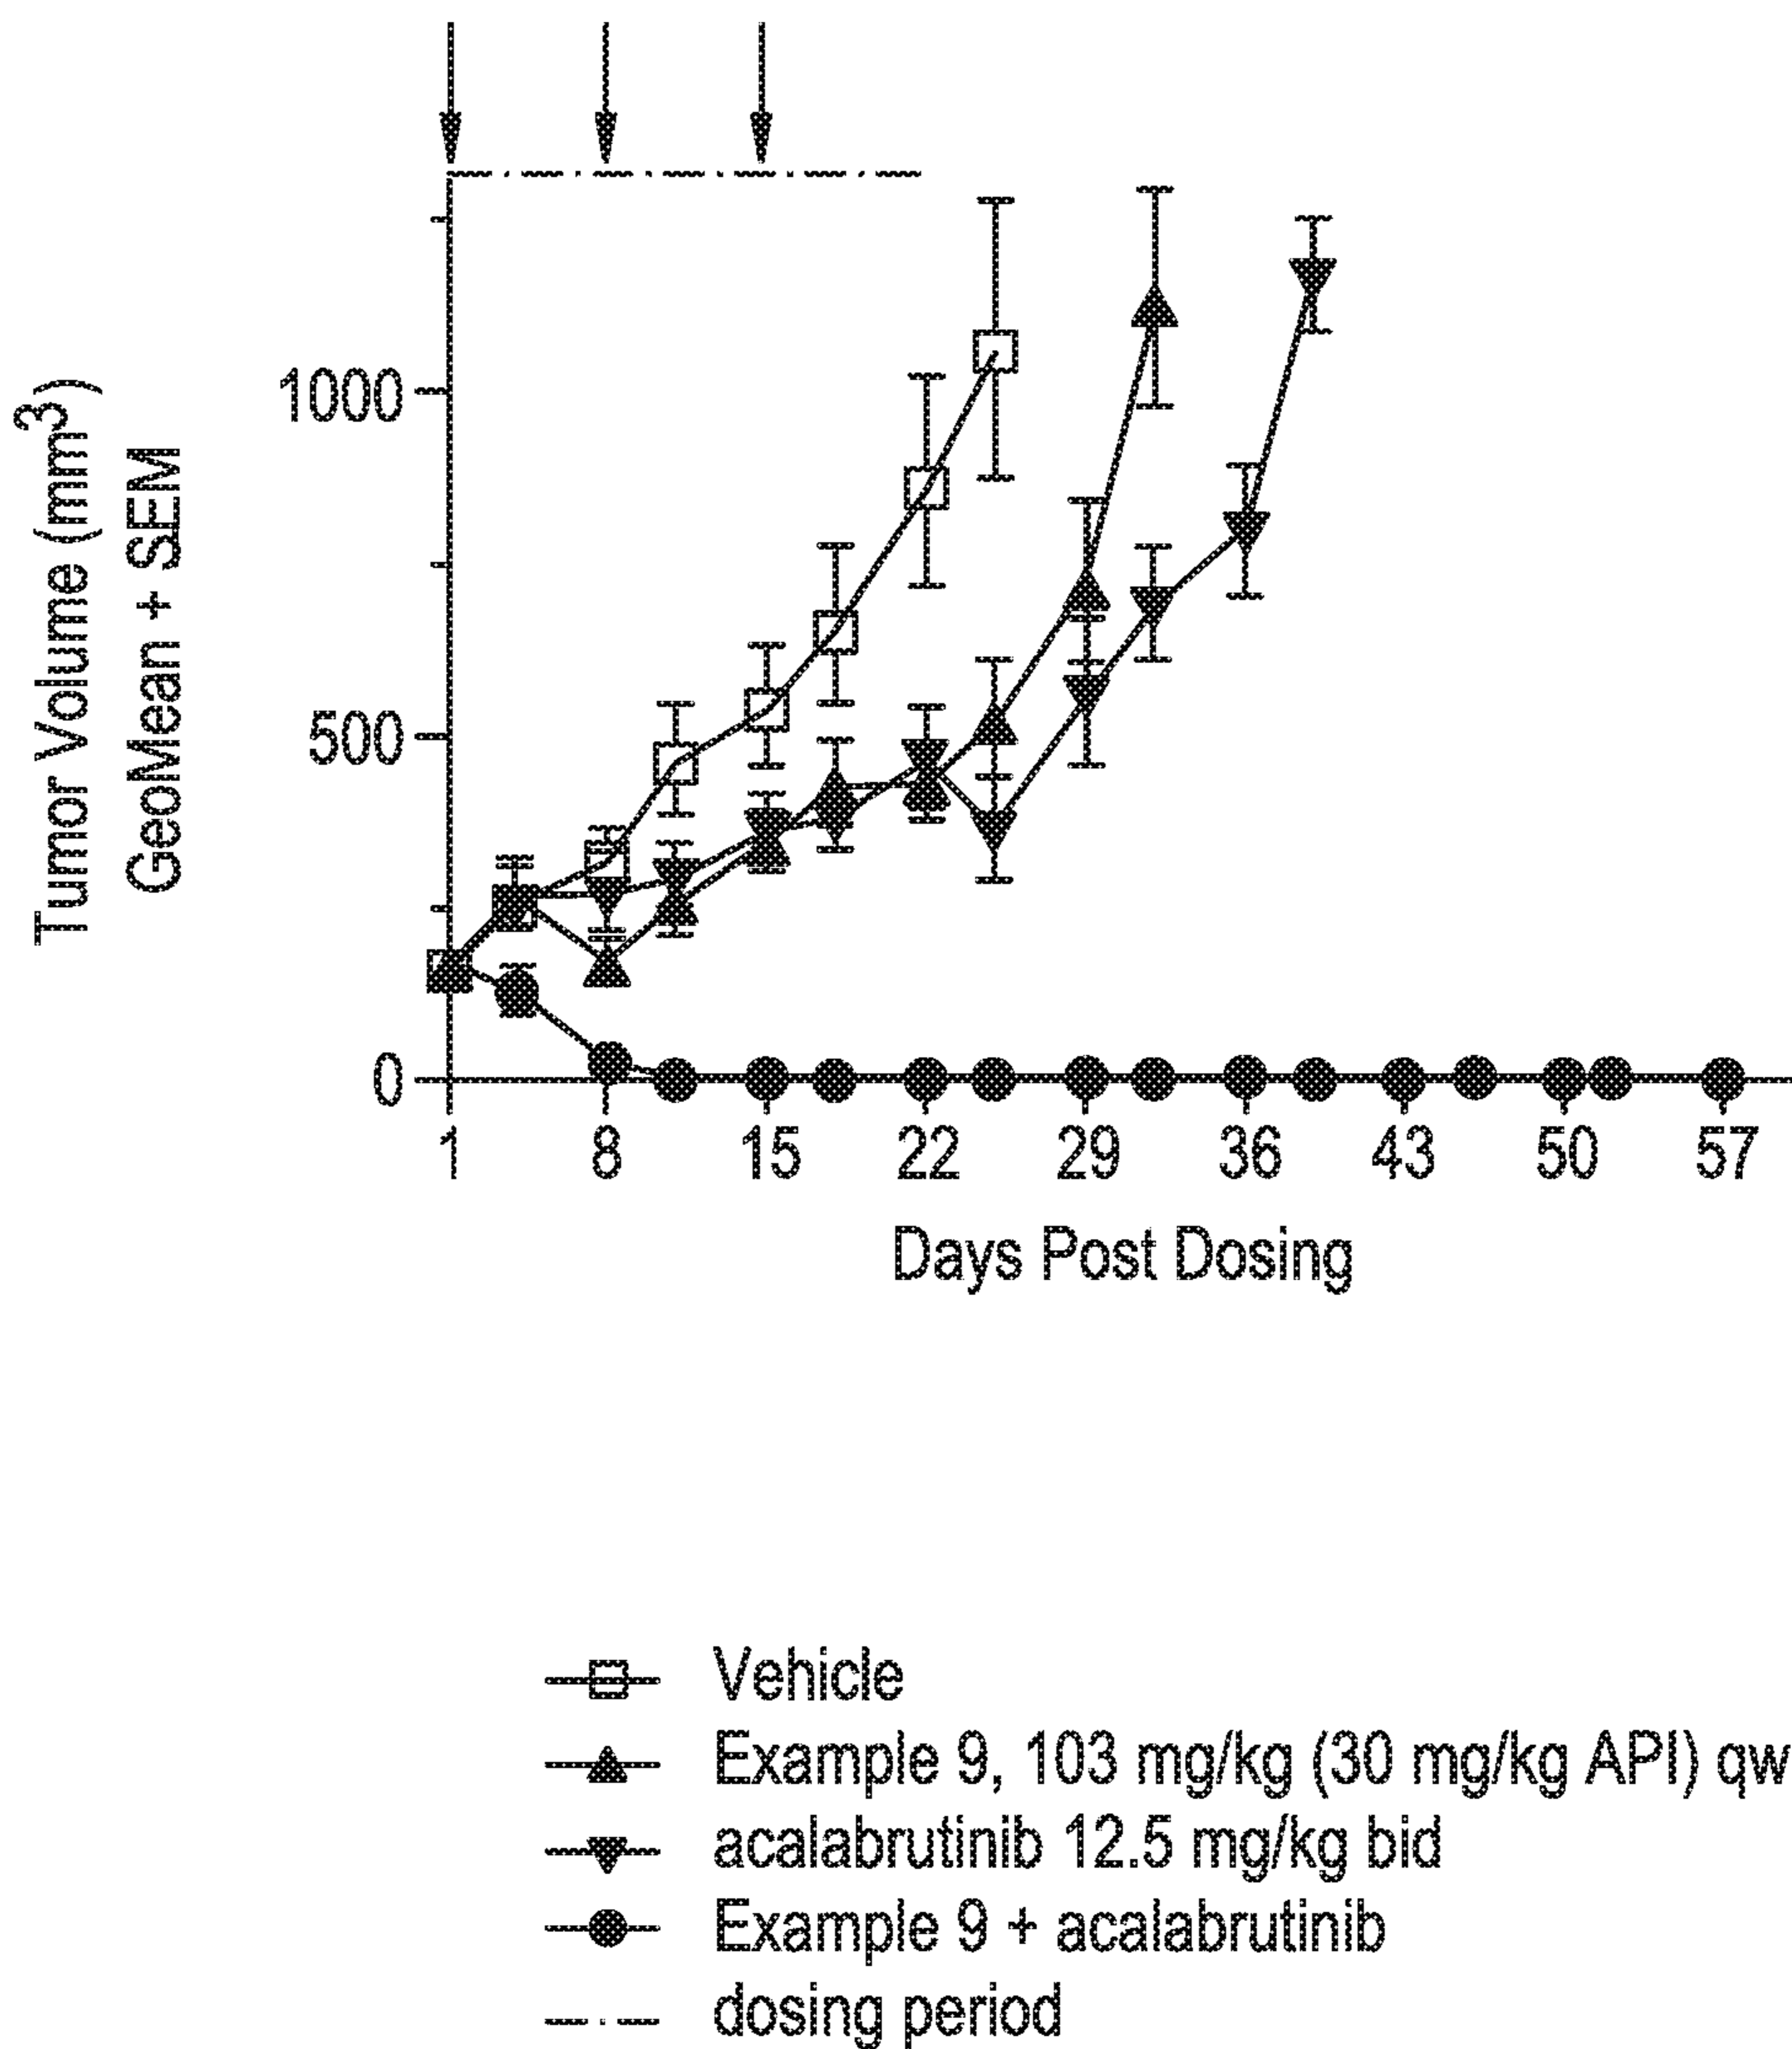 Tumor Volume (mm³)
GeoMean + SEM
1000
500
0
1 8 15 22 29 36 43 50 57
Days Post Dosing
Vehicle
Example 9, 103 mg/kg (30 mg/kg API) qw
acalabrutinib 12.5 mg/kg bid
Example 9 + acalabrutinib
dosing period